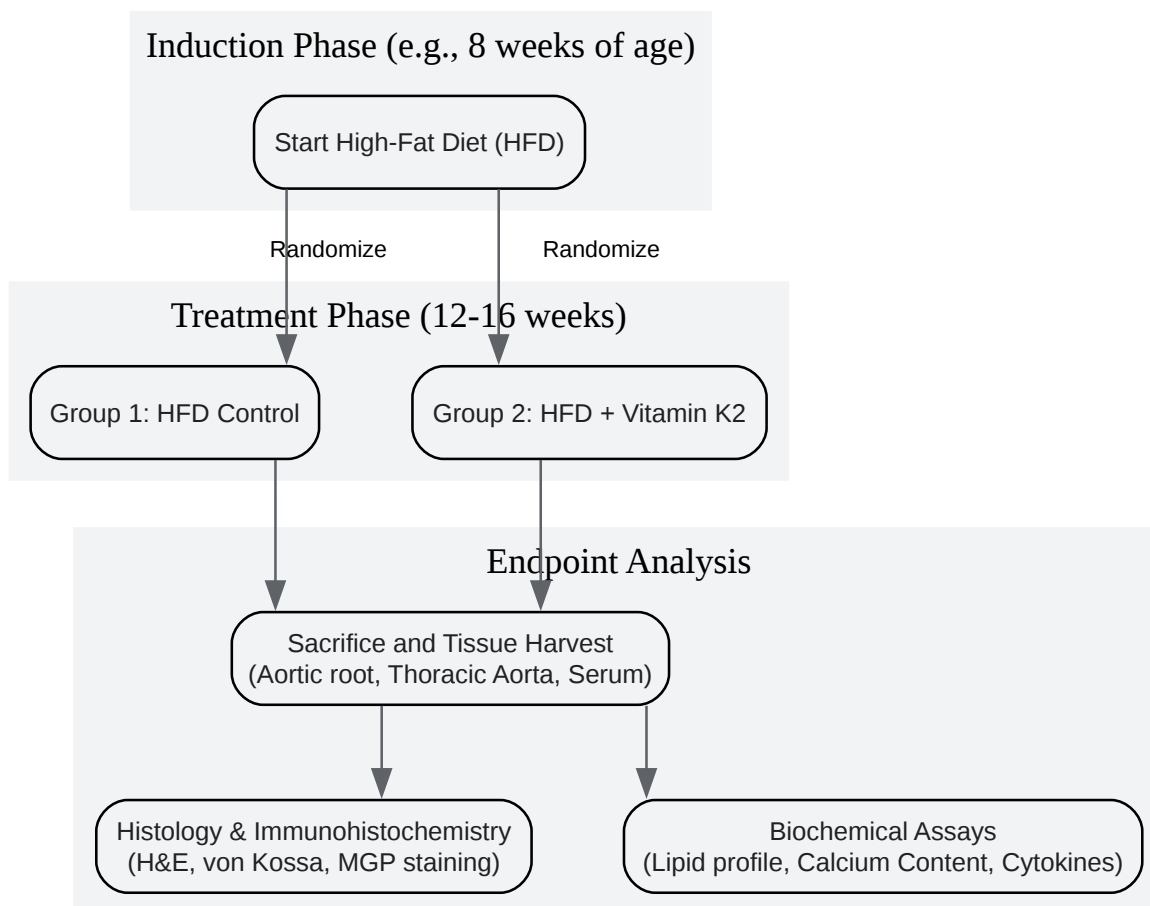 Induction Phase (e.g., 8 weeks of age)
Start High-Fat Diet (HFD)
Randomize
Randomize
Treatment Phase (12-16 weeks)
Group 1: HFD Control
Group 2: HFD + Vitamin K2
Endpoint Analysis
Sacrifice and Tissue Harvest
(Aortic root, Thoracic Aorta, Serum)
Histology & Immunohistochemistry
(H&E, von Kossa, MGP staining)
Biochemical Assays
(Lipid profile, Calcium Content, Cytokines)